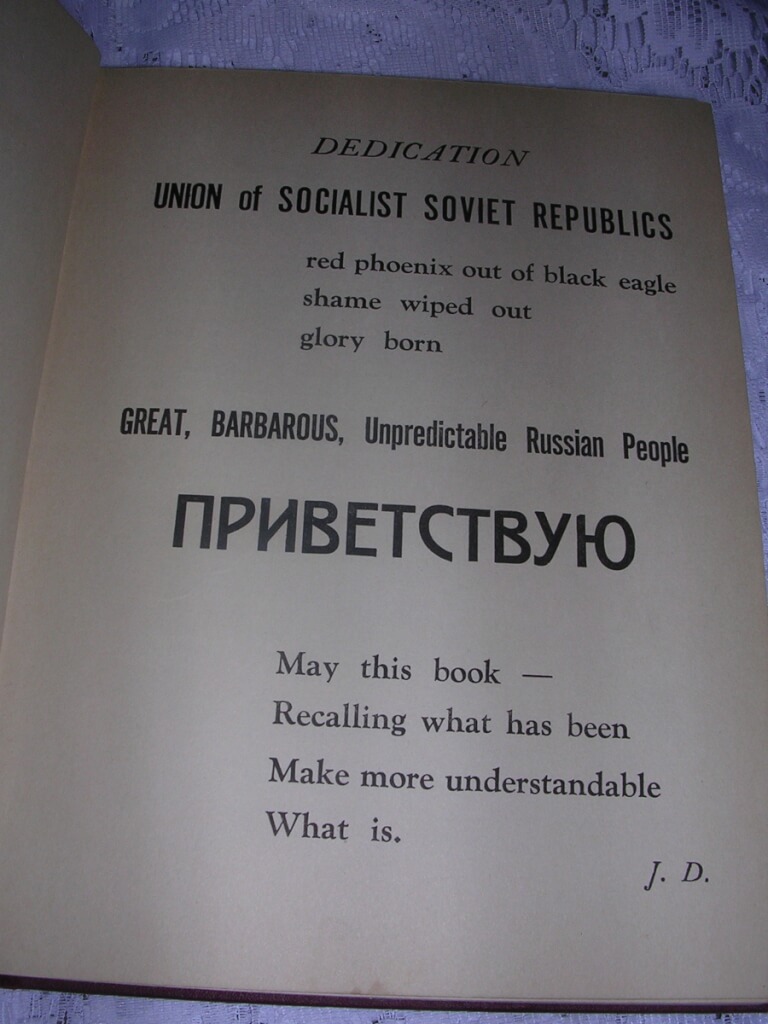 DEDICATION
UNION of SOCIALIST SOVIET REPUBLICS
red phoenix out of black eagle
shame wiped out
glory born
GREAT, BARBAROUS, Unpredictable Russian People
ПРИВЕТСТВУЮ
May this book —
Recalling what has been
Make more understandable
What is.
J. D.